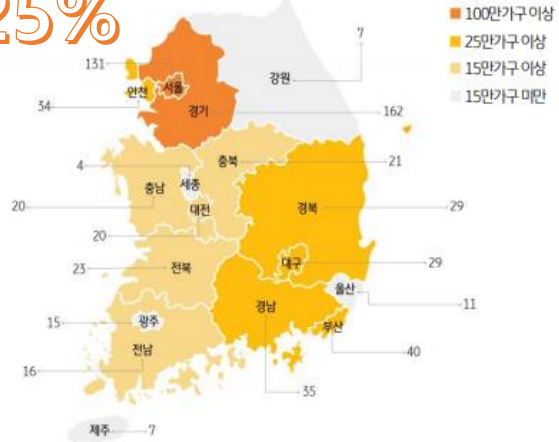 25%
100만가구 이상
25만가구 이상
15만가구 이상
15만가구 미만
7
131
인천
서울
강원
34
경기
162
4
충북
21
충남
세종
20
대전
경북
29
20
23
전북
대구
29
울산
11
15
광주
경남
부산
40
전남
16
35
제주
7